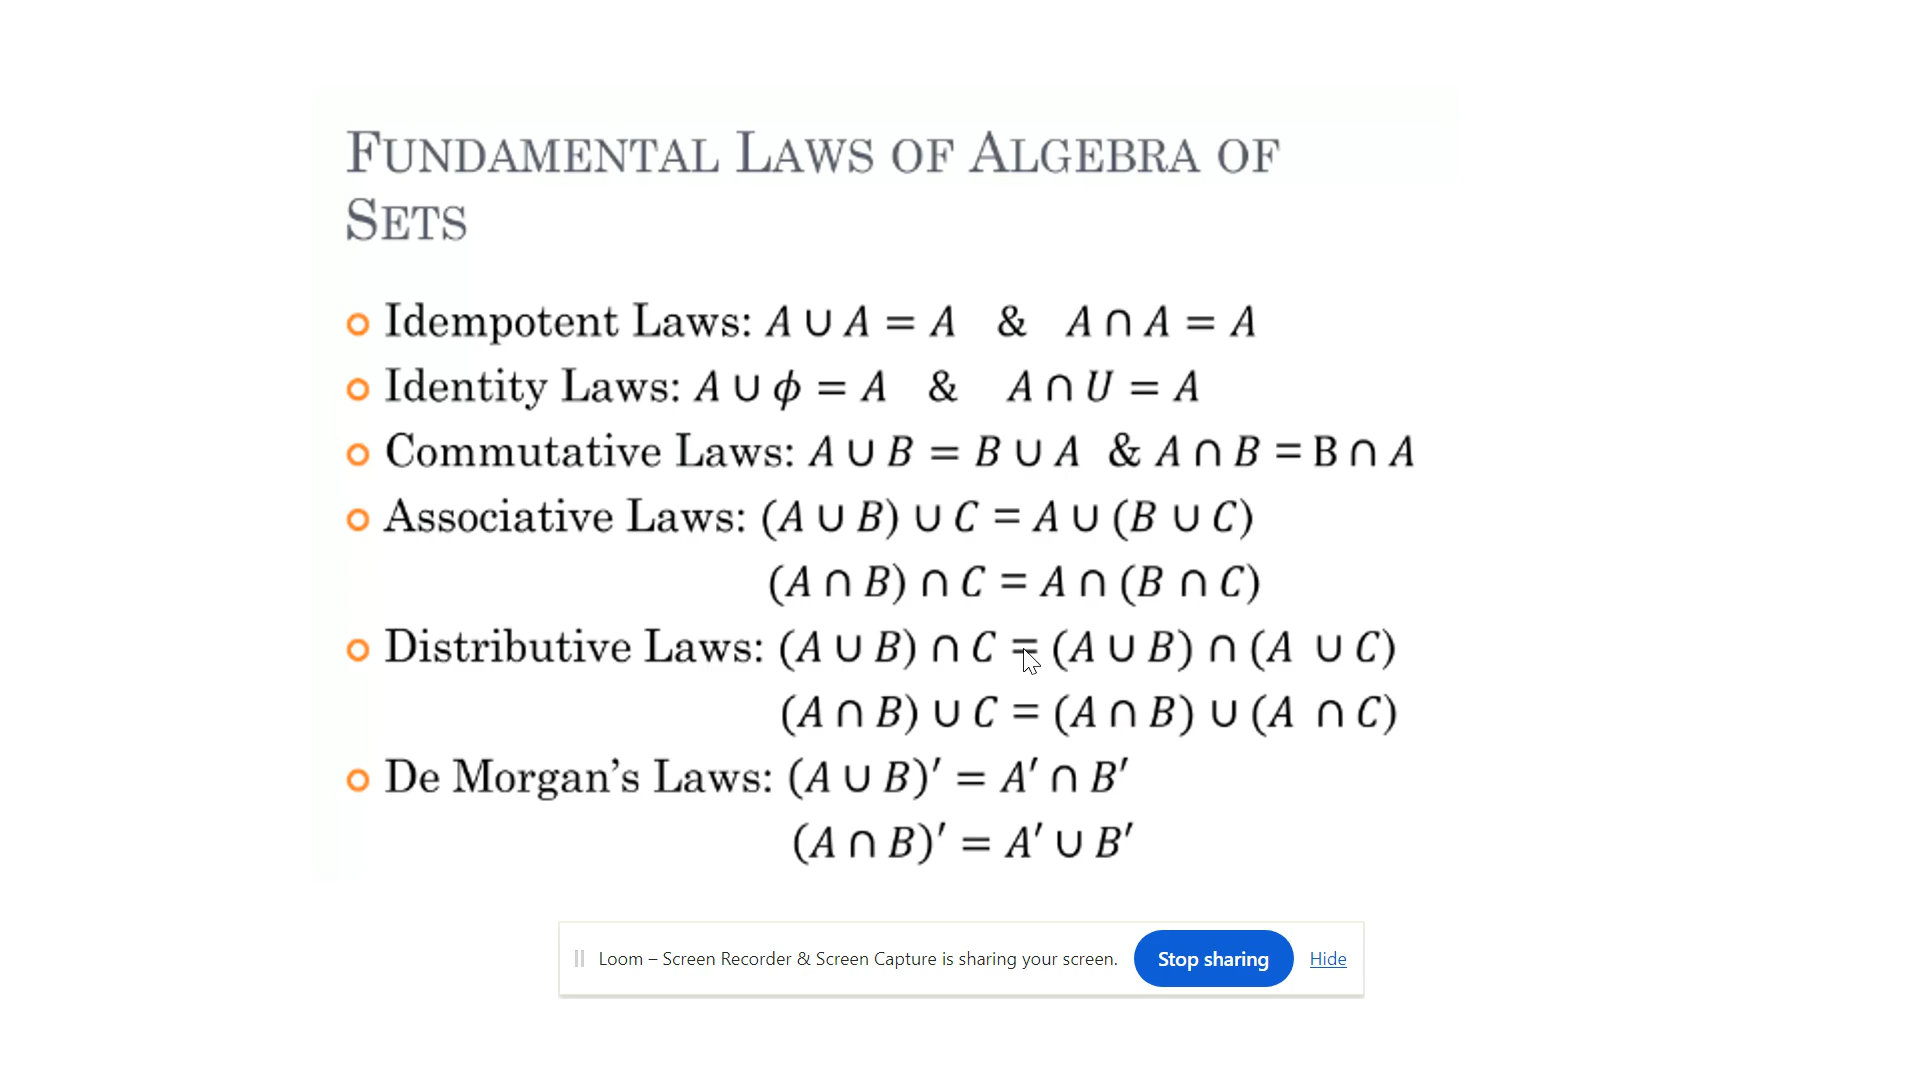 FUNDAMENTAL LAWS OF ALGEBRA OF
SETS
Idempotent Laws: A ∪ A = A & A ∩ A = A
Identity Laws: A ∪ ϕ = A & A ∩ U = A
Commutative Laws: A ∪ B = B ∪ A & A ∩ B = B ∩ A
Associative Laws: (A ∪ B) ∪ C = A ∪ (B ∪ C)
(A ∩ B) ∩ C = A ∩ (B ∩ C)
Distributive Laws: (A ∪ B) ∩ C = (A ∪ B) ∩ (A ∪ C)
(A ∩ B) ∪ C = (A ∩ B) ∪ (A ∩ C)
De Morgan’s Laws: (A ∪ B)′ = A′ ∩ B′
(A ∩ B)′ = A′ ∪ B′
Loom – Screen Recorder & Screen Capture is sharing your screen. Stop sharing Hide